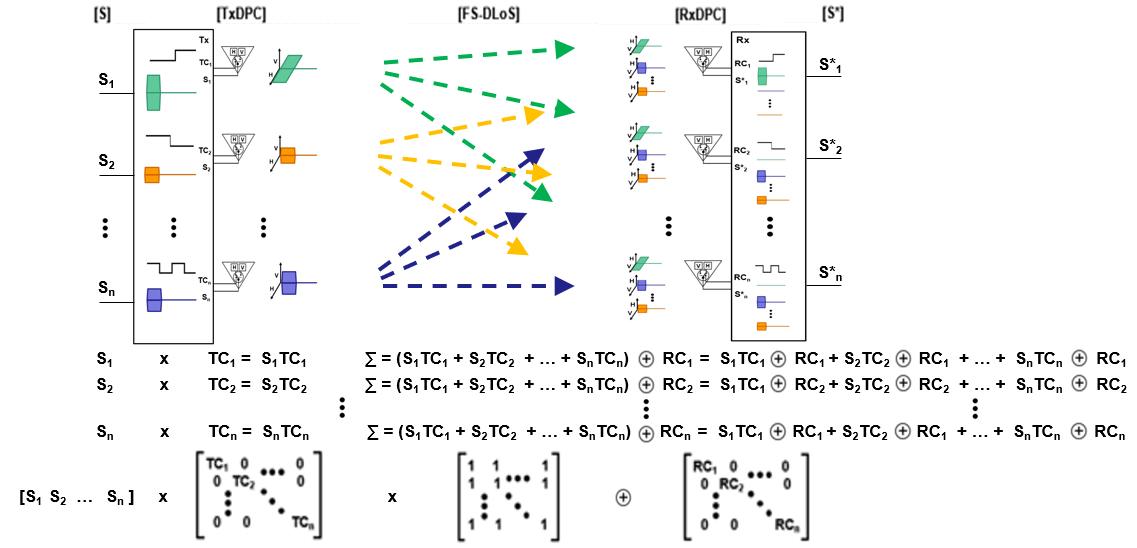 [S] [TxDPC] [FS-DLoS] [RxDPC] [S*]
Tx
H V
TC1
S1
S1
V
H
H
V
Rx
RC1
S*1
S*1
S2
TC2
S2
H V
V
H
H
V
RC2
S*2
S*2
Sn
TCn
Sn
H V
V
H
H
V
RCn
S*n
S*n
S1 x TC1 = S1TC1 ∑ = (S1TC1 + S2TC2 + ... + SnTCn) ⊕ RC1 = S1TC1 ⊕ RC1 + S2TC2 ⊕ RC1 + ... + SnTCn ⊕ RC1
S2 x TC2 = S2TC2 ∑ = (S1TC1 + S2TC2 + ... + SnTCn) ⊕ RC2 = S1TC1 ⊕ RC2 + S2TC2 ⊕ RC2 + ... + SnTCn ⊕ RC2
Sn x TCn = SnTCn ∑ = (S1TC1 + S2TC2 + ... + SnTCn) ⊕ RCn = S1TC1 ⊕ RC1 + S2TC2 ⊕ RC1 + ... + SnTCn ⊕ RCn
TC1 0 ... 0 1 1 1 RC1 0 ... 0
0 TC2 0 1 1 ... 1 0 RC2 0
[S1 S2 ... Sn] x x ⊕
0 0 TCn 1 1 1 0 0 RCn